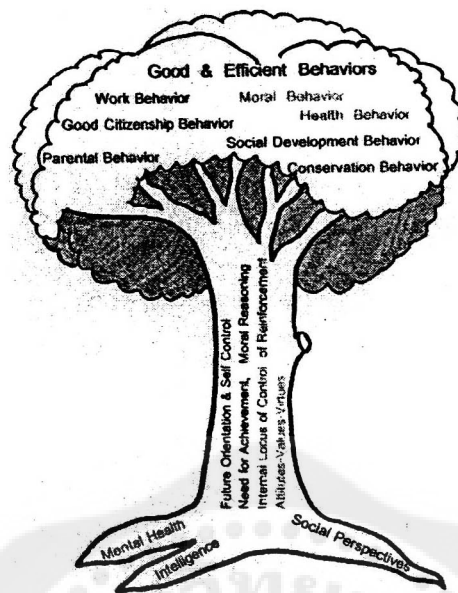 Good & Efficient Behaviors
Work Behavior
Moral Behavior
Health Behavior
Good Citizenship Behavior
Social Development Behavior
Parental Behavior
Conservation Behavior
Future Orientation & Self Control
Need for Achievement, Moral Reasoning
Internal Locus of Control of Reinforcement
Attitutes-Values-Virtues
Mental Health
Intelligence
Social Perspectives